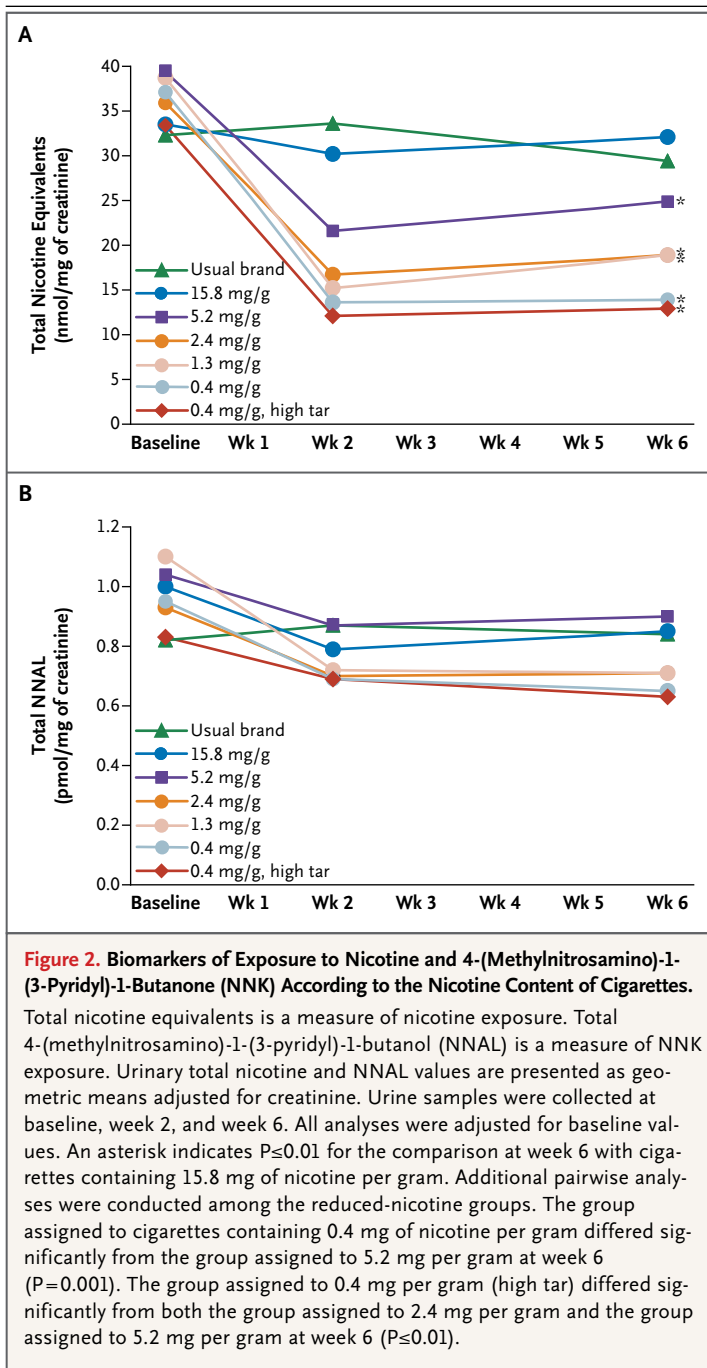 A
40
35
30
25
20
15
10
5
0
Total Nicotine Equivalents
(nmol/mg of creatinine)
Usual brand
15.8 mg/g
5.2 mg/g
2.4 mg/g
1.3 mg/g
0.4 mg/g
0.4 mg/g, high tar
*
*
*
*
*
Baseline Wk 1 Wk 2 Wk 3 Wk 4 Wk 5 Wk 6
B
1.2
1.0
0.8
0.6
0.4
0.2
0.0
Total NNAL
(pmol/mg of creatinine)
Usual brand
15.8 mg/g
5.2 mg/g
2.4 mg/g
1.3 mg/g
0.4 mg/g
0.4 mg/g, high tar
Baseline Wk 1 Wk 2 Wk 3 Wk 4 Wk 5 Wk 6
Figure 2. Biomarkers of Exposure to Nicotine and 4-(Methylnitrosamino)-1-
(3-Pyridyl)-1-Butanone (NNK) According to the Nicotine Content of Cigarettes.
Total nicotine equivalents is a measure of nicotine exposure. Total
4-(methylnitrosamino)-1-(3-pyridyl)-1-butanol (NNAL) is a measure of NNK
exposure. Urinary total nicotine and NNAL values are presented as geo-
metric means adjusted for creatinine. Urine samples were collected at
baseline, week 2, and week 6. All analyses were adjusted for baseline val-
ues. An asterisk indicates P≤0.01 for the comparison at week 6 with ciga-
rettes containing 15.8 mg of nicotine per gram. Additional pairwise analy-
ses were conducted among the reduced-nicotine groups. The group
assigned to cigarettes containing 0.4 mg of nicotine per gram differed sig-
nificantly from the group assigned to 5.2 mg per gram at week 6
(P=0.001). The group assigned to 0.4 mg per gram (high tar) differed sig-
nificantly from both the group assigned to 2.4 mg per gram and the group
assigned to 5.2 mg per gram at week 6 (P≤0.01).